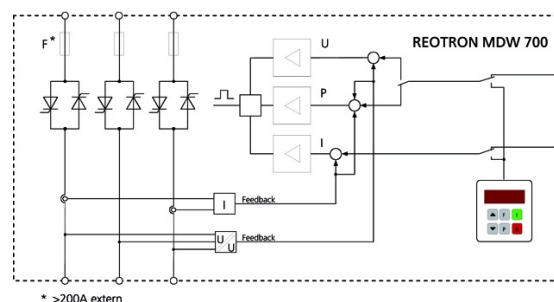 REOTRON MDW 700
F*
U
P
I
I Feedback
U/U Feedback
* >200A extern